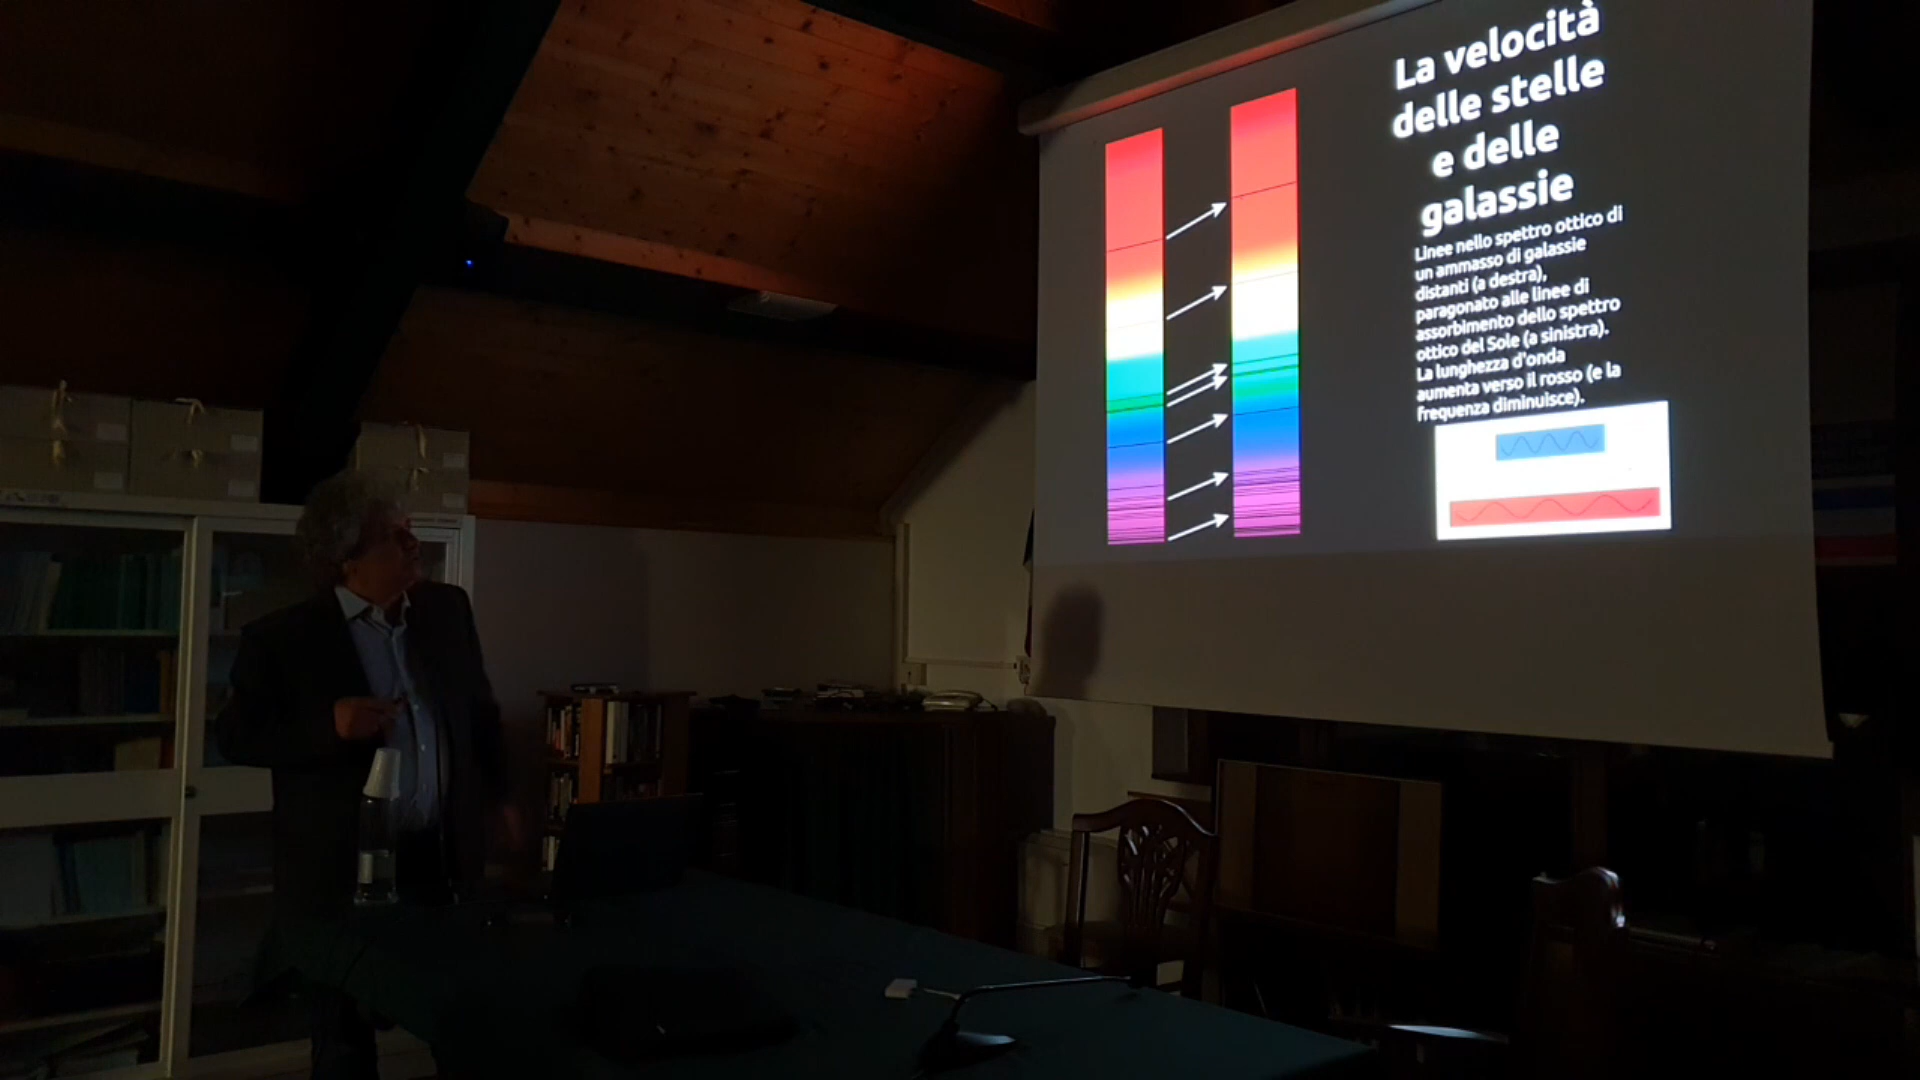 La velocità
delle stelle
e delle
galassie
Linee nello spettro ottico di
un ammasso di galassie
distanti (a destra),
paragonato alle linee di
assorbimento dello spettro
ottico del Sole (a sinistra).
La lunghezza d'onda
aumenta verso il rosso (e la
frequenza diminuisce).